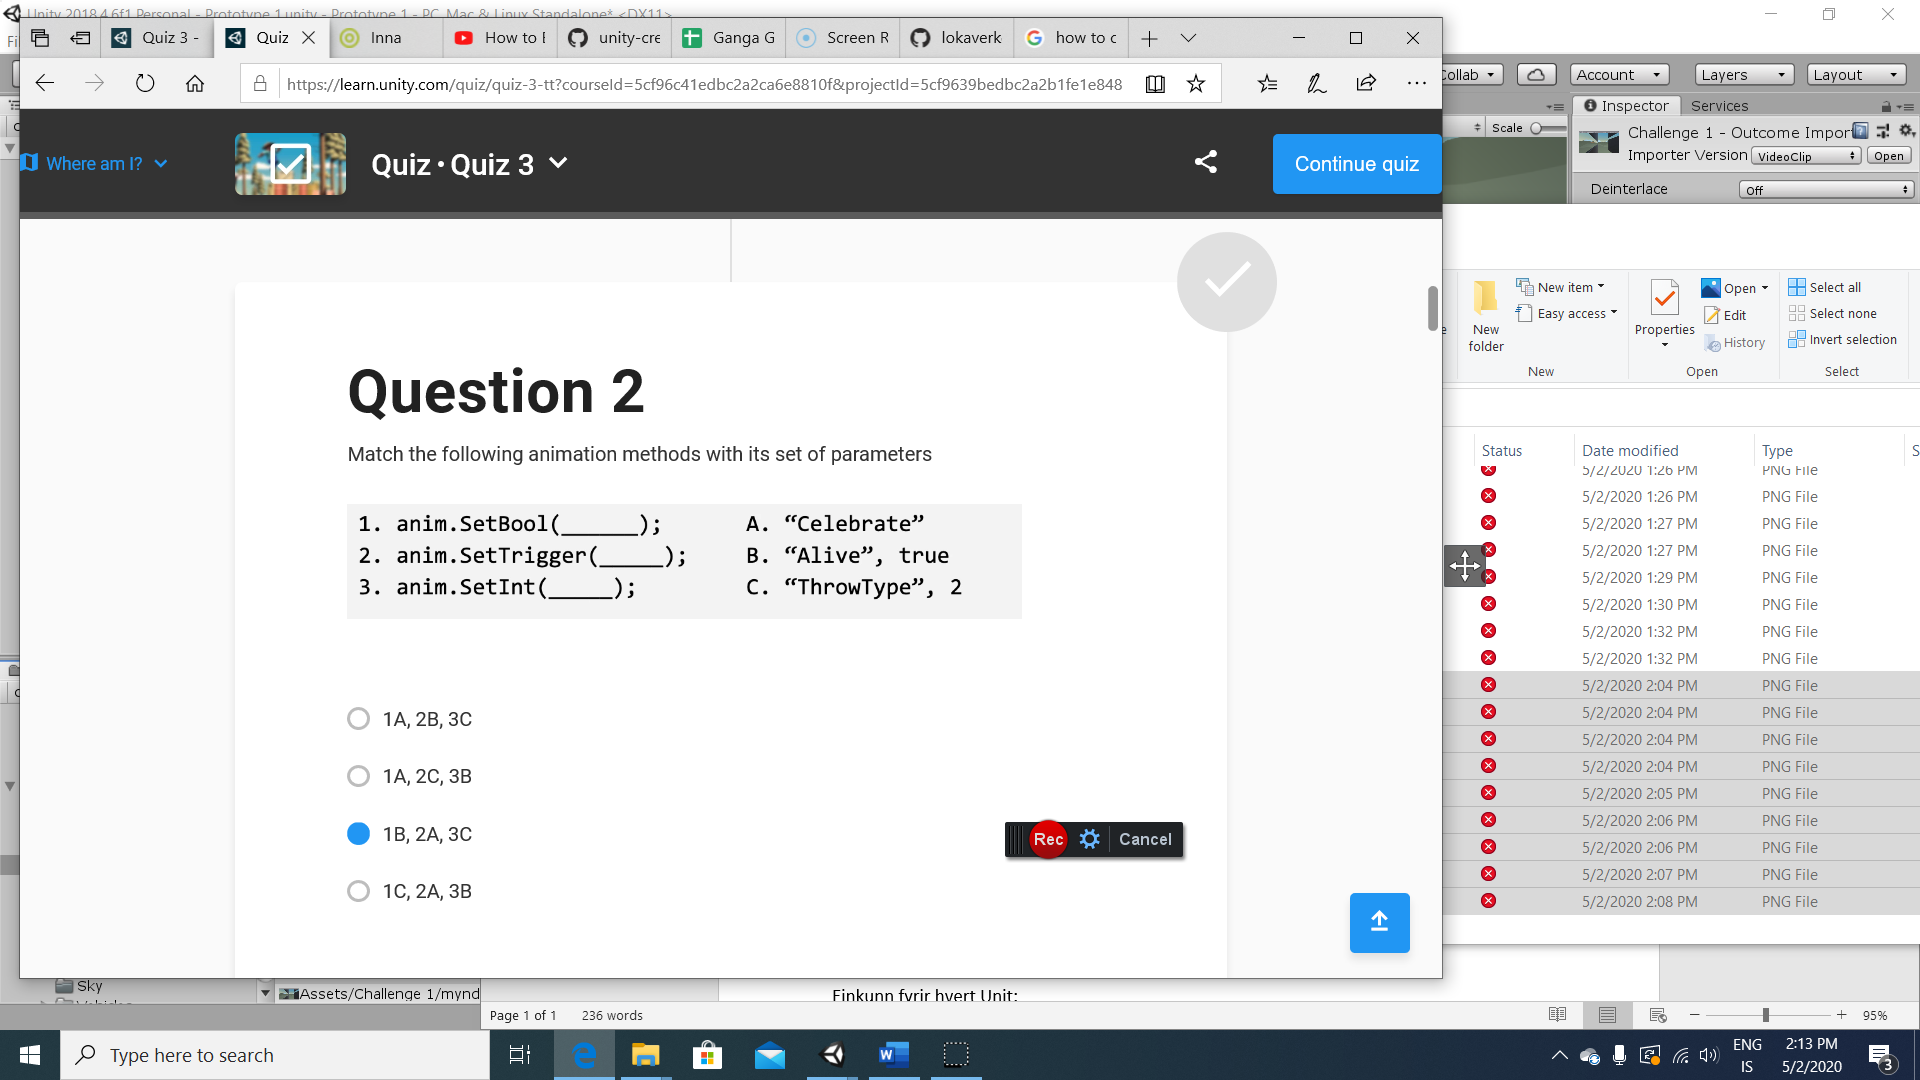 Unity 2018.4.6f1 Personal - Prototype 1.unity - Prototype 1 - PC, Mac & Linux Standalone* <DX11>
Quiz 3 -
Quiz
Inna
How to
unity-cre
Ganga G
Screen R
lokaverk
how to c
https://learn.unity.com/quiz/quiz-3-tt?courseId=5cf96c41edbc2a2ca6e8810f&projectId=5cf9639bedbc2a2b1fe1e848
Collab
Account
Layers
Layout
Inspector
Services
Scale
Challenge 1 - Outcome Impor
Importer Version
VideoClip
Open
Deinterlace
Off
Where am I?
Quiz · Quiz 3
Continue quiz
New folder
New item
Easy access
New
Properties
Open
Edit
History
Open
Select all
Select none
Invert selection
Select
Question 2
Match the following animation methods with its set of parameters
1. anim.SetBool(______); A. “Celebrate”
2. anim.SetTrigger(_____); B. “Alive”, true
3. anim.SetInt(_____); C. “ThrowType”, 2
1A, 2B, 3C
1A, 2C, 3B
1B, 2A, 3C
1C, 2A, 3B
Rec
Cancel
Status Date modified Type S
5/2/2020 1:26 PM PNG File
5/2/2020 1:26 PM PNG File
5/2/2020 1:27 PM PNG File
5/2/2020 1:27 PM PNG File
5/2/2020 1:29 PM PNG File
5/2/2020 1:30 PM PNG File
5/2/2020 1:32 PM PNG File
5/2/2020 1:32 PM PNG File
5/2/2020 2:04 PM PNG File
5/2/2020 2:04 PM PNG File
5/2/2020 2:04 PM PNG File
5/2/2020 2:04 PM PNG File
5/2/2020 2:05 PM PNG File
5/2/2020 2:06 PM PNG File
5/2/2020 2:06 PM PNG File
5/2/2020 2:07 PM PNG File
5/2/2020 2:08 PM PNG File
Sky
Vehicles
Assets/Challenge 1/mynd
Einkunn fyrir hvert Unit:
Page 1 of 1 236 words
95%
Type here to search
ENG
IS
2:13 PM
5/2/2020
3